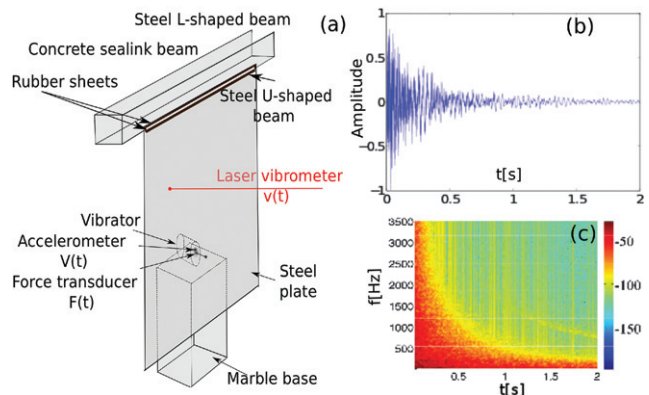 Steel L-shaped beam
(a)
Concrete sealink beam
Rubber sheets
Steel U-shaped
beam
Laser vibrometer
v(t)
Vibrator
Accelerometer
V(t)
Force transducer
F(t)
Steel
plate
Marble base
(b)
Amplitude
1
0.5
0
-0.5
-1
0
0.5
1
1.5
2
t[s]
(c)
f[Hz]
3500
3000
2500
2000
1500
1000
500
0.5
1
1.5
2
t[s]
-50
-100
-150